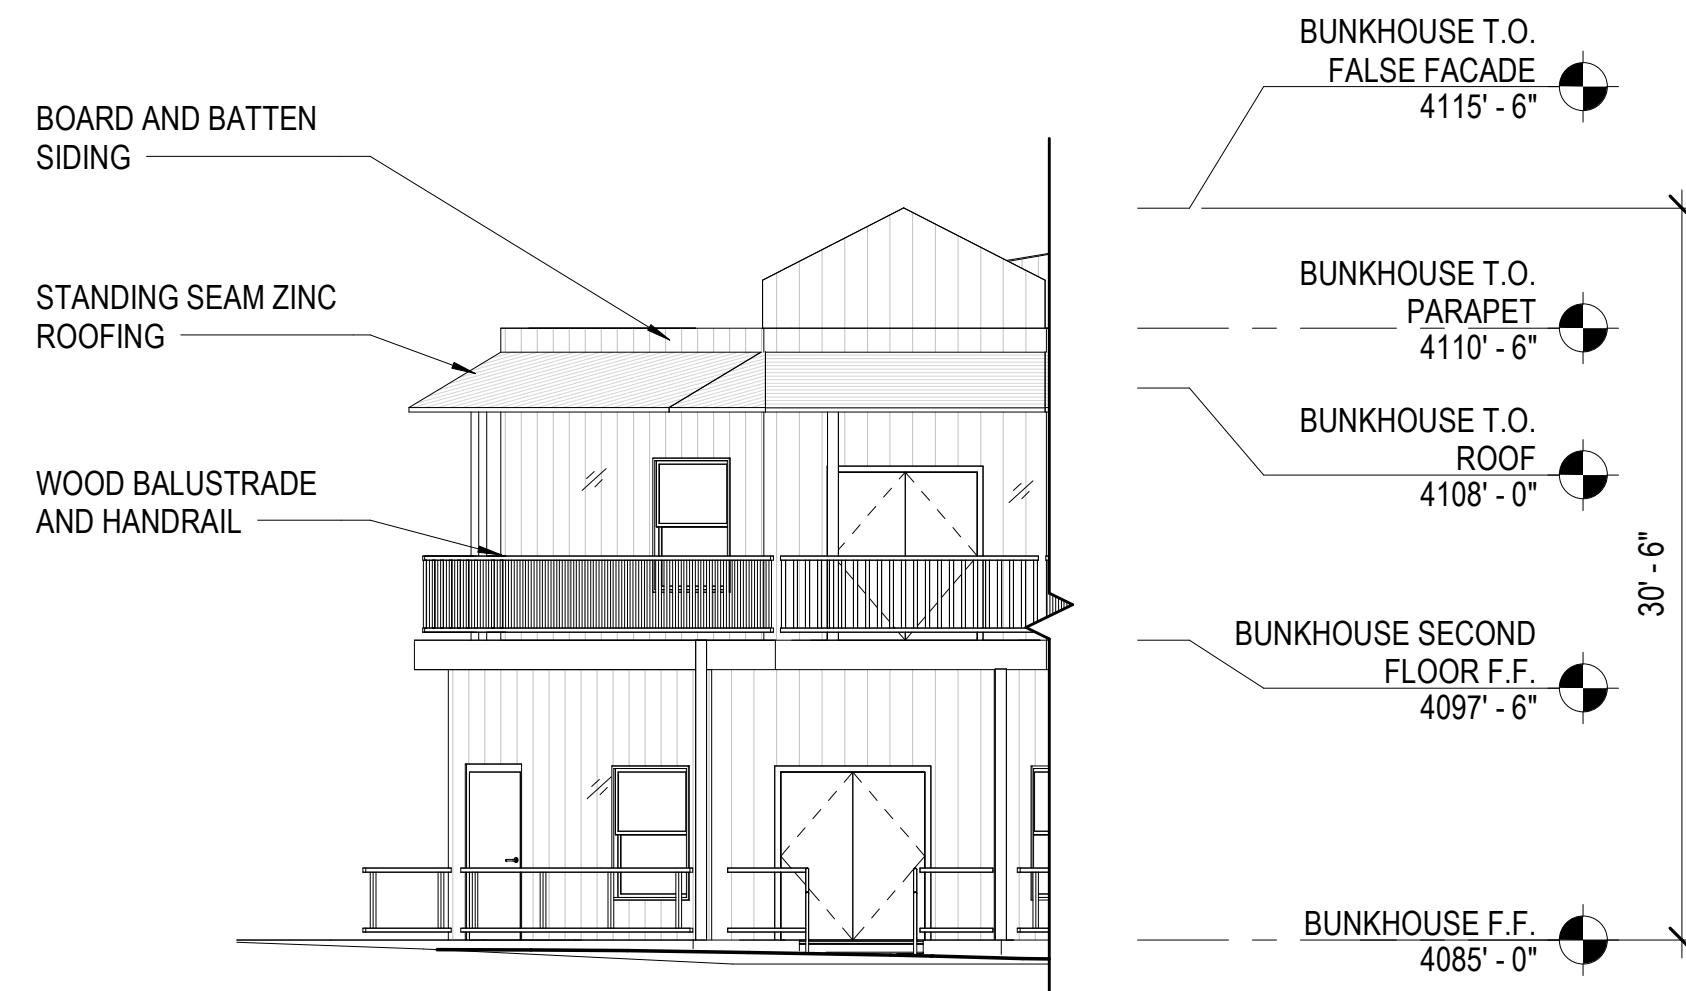 BUNKHOUSE T.O.
FALSE FACADE
4115' - 6"
BOARD AND BATTEN
SIDING
BUNKHOUSE T.O.
PARAPET
4110' - 6"
STANDING SEAM ZINC
ROOFING
BUNKHOUSE T.O.
ROOF
4108' - 0"
WOOD BALUSTRADE
AND HANDRAIL
30' - 6"
BUNKHOUSE SECOND
FLOOR F.F.
4097' - 6"
BUNKHOUSE F.F.
4085' - 0"